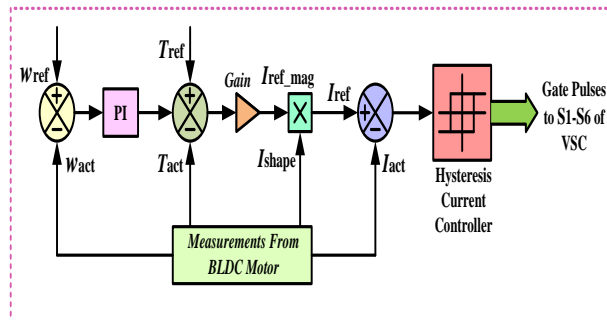 wref
Tref
Gain
Iref_mag
Iref
PI
wact
Tact
Ishape
Iact
Gate Pulses
to S1-S6 of
VSC
Hysteresis
Current
Controller
Measurements From
BLDC Motor